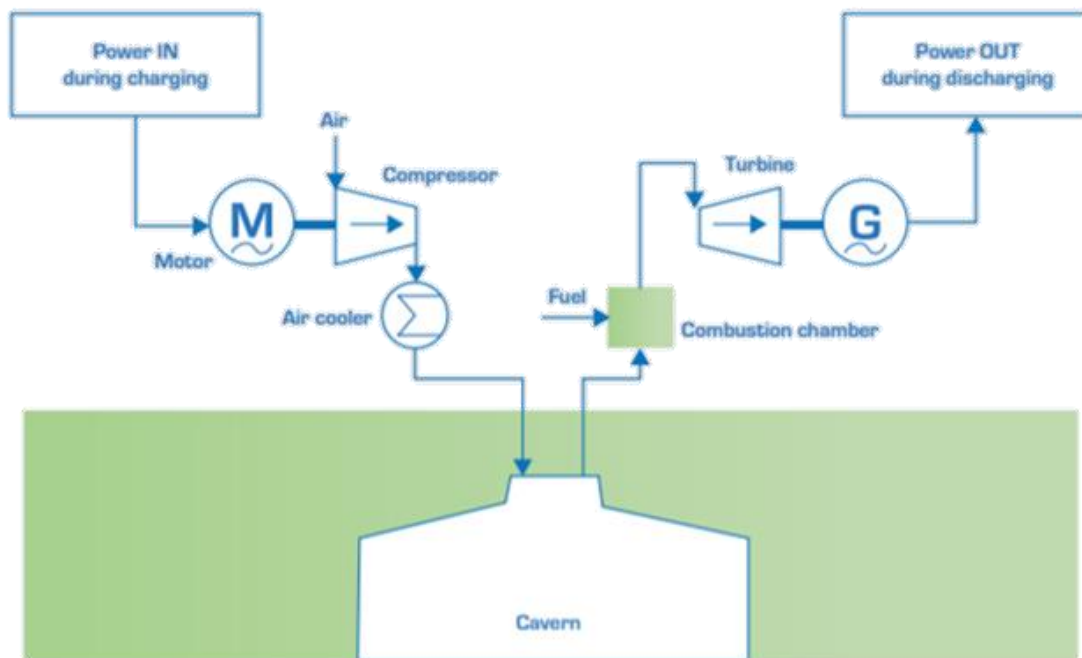 Power IN
during charging
Power OUT
during discharging
Air
Compressor
Turbine
M
G
Motor
Air cooler
Fuel
Combustion chamber
Cavern